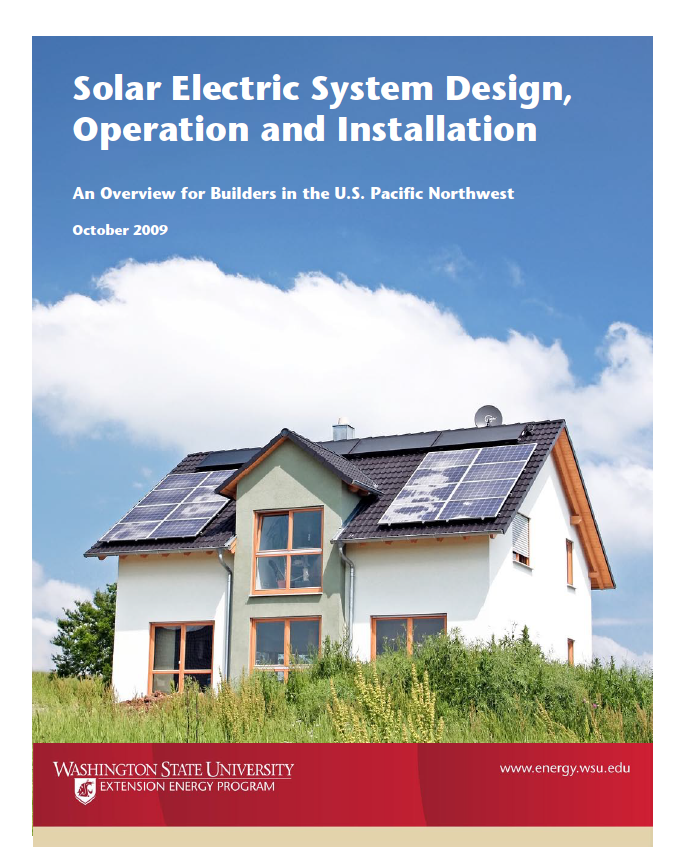 Solar Electric System Design,
Operation and Installation
An Overview for Builders in the U.S. Pacific Northwest
October 2009
WASHINGTON STATE UNIVERSITY
EXTENSION ENERGY PROGRAM
www.energy.wsu.edu